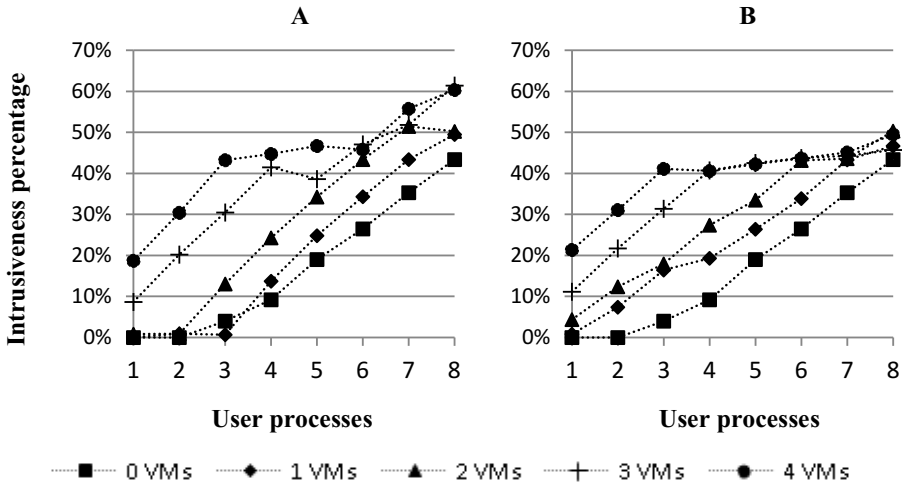 A
B
Intrusiveness percentage
70%
60%
50%
40%
30%
20%
10%
0%
1 2 3 4 5 6 7 8
User processes
70%
60%
50%
40%
30%
20%
10%
0%
1 2 3 4 5 6 7 8
User processes
0 VMs 1 VMs 2 VMs 3 VMs 4 VMs